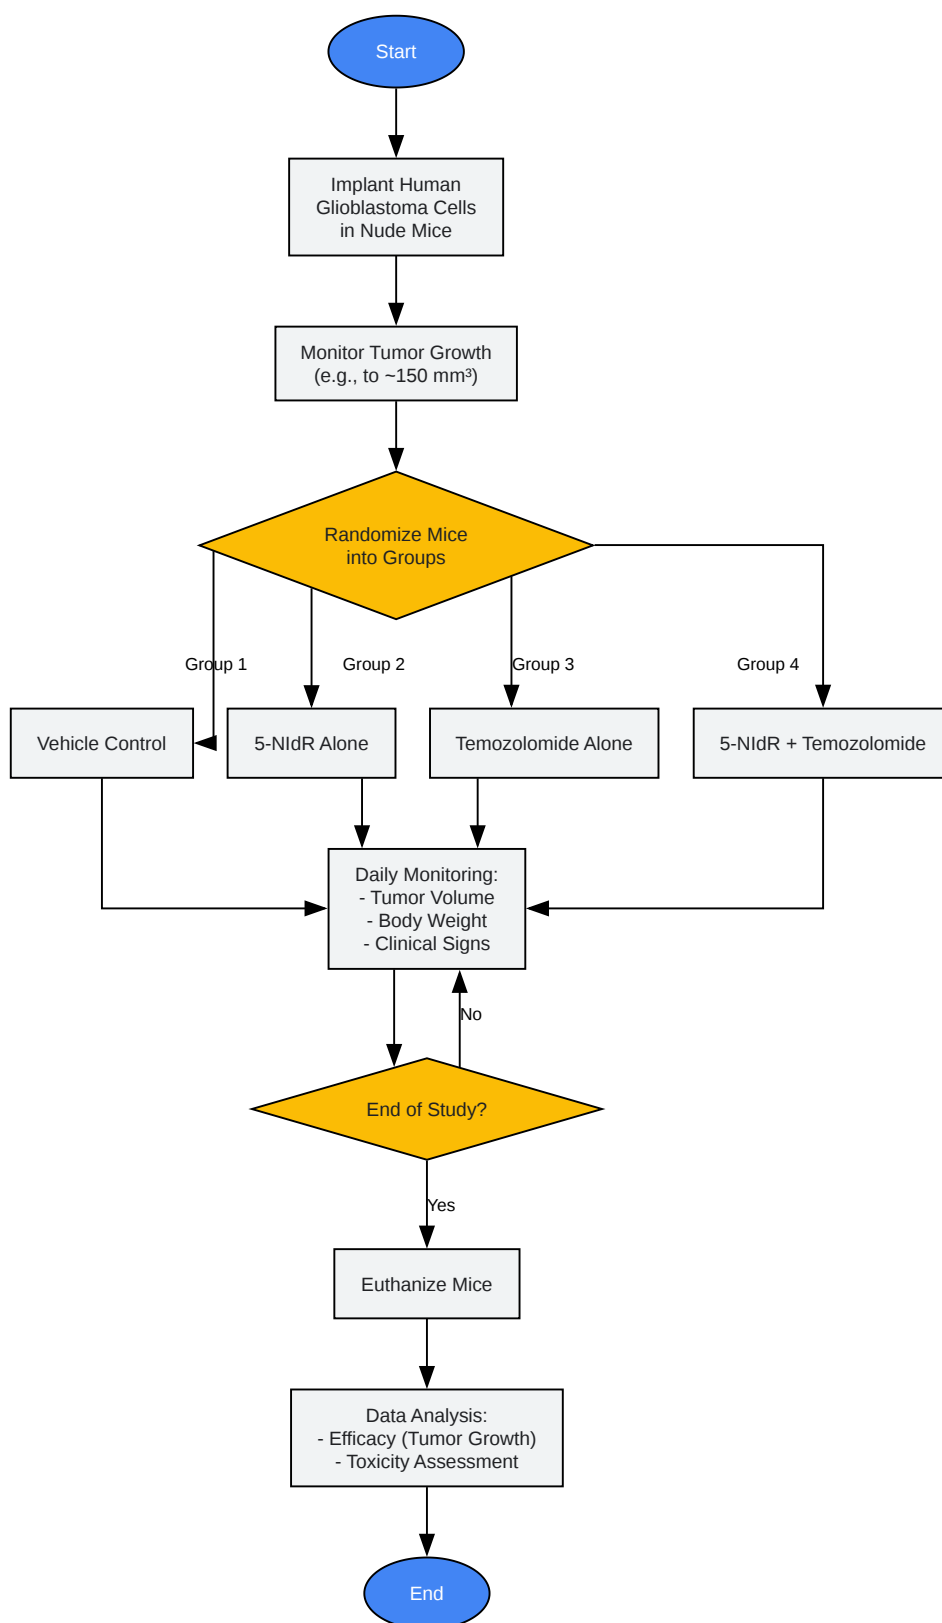 Start
Implant Human
Glioblastoma Cells
in Nude Mice
Monitor Tumor Growth
(e.g., to ~150 mm³)
Randomize Mice
into Groups
Group 1
Group 2
Group 3
Group 4
Vehicle Control
5-NIdR Alone
Temozolomide Alone
5-NIdR + Temozolomide
Daily Monitoring:
- Tumor Volume
- Body Weight
- Clinical Signs
No
End of Study?
Yes
Euthanize Mice
Data Analysis:
- Efficacy (Tumor Growth)
- Toxicity Assessment
End